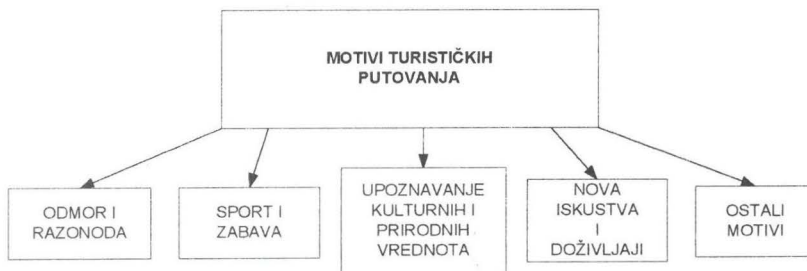 MOTIVI TURISTIČKIH
PUTOVANJA
ODMOR I
RAZONODA
SPORT I
ZABAVA
UPOZNAVANJE
KULTURNIH I
PRIRODNIH
VREDNOTA
NOVA
ISKUSTVA
I
DOŽIVLJAJI
OSTALI
MOTIVI